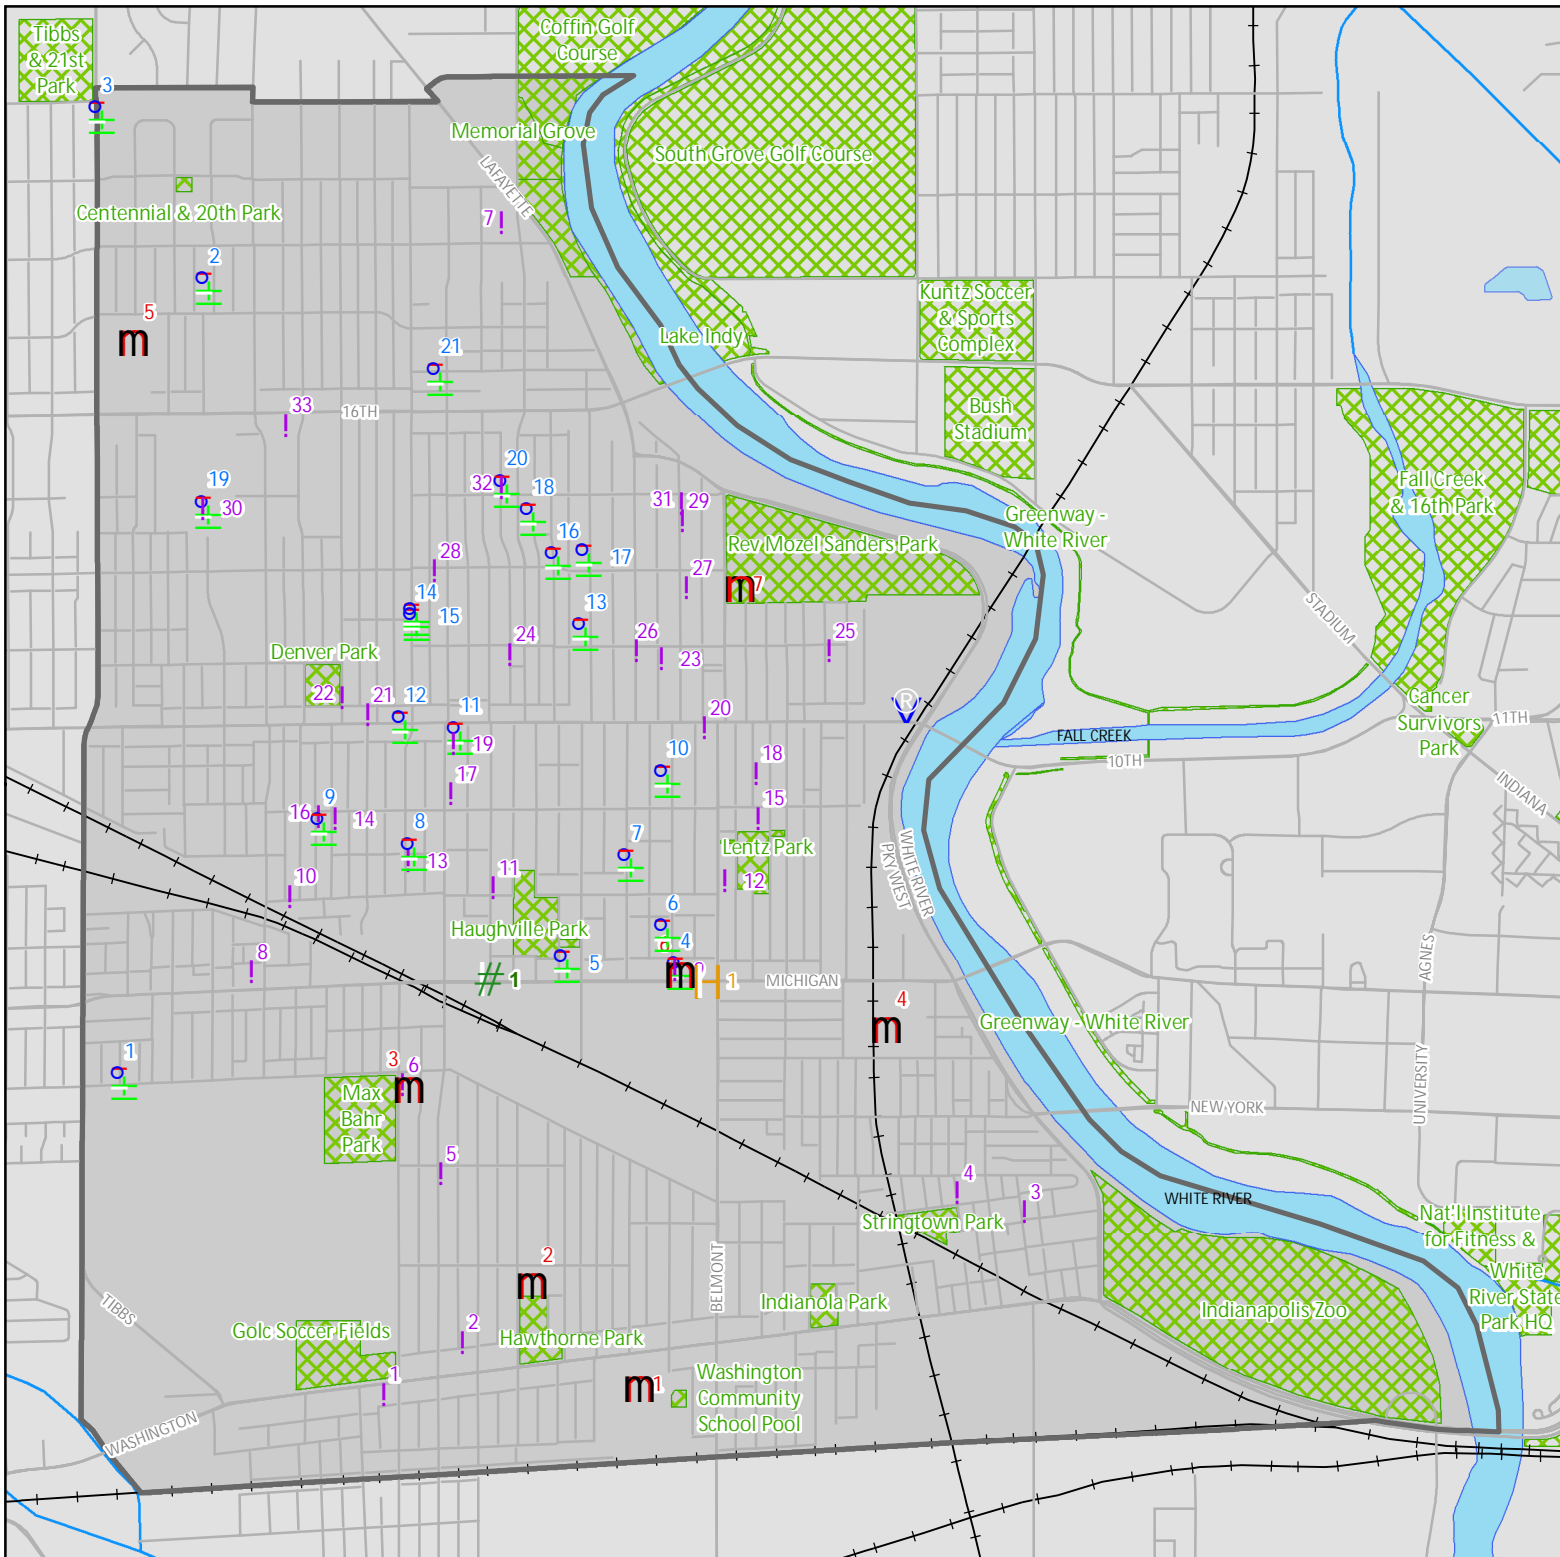 Tibbs
& 21st
Park
3
Coffin Golf
Course
Memorial Grove
South Grove Golf Course
LAFAYETTE
Centennial & 20th Park
7
2
5
Lake Indy
Kuntz Soccer
& Sports
Complex
21
33
16TH
Bush
Stadium
20
32
18
19
30
31
29
Fall Creek
& 16th Park
Greenway -
White River
16
17
28
Rev Mozel Sanders Park
27
m
7
14
15
13
STADIUM
24
26
23
25
Denver Park
22
21
12
11
19
20
R
Cancer
Survivors
Park
11TH
FALL CREEK
10TH
10
18
17
INDIANA
16
9
14
15
8
13
7
Lentz Park
12
WHITE RIVER
PKY WEST
10
11
6
Haughville Park
4
5
8
# 1
m
1
MICHIGAN
AGNES
4
m
Greenway - White River
1
3
6
m
Max
Bahr
Park
NEW YORK
UNIVERSITY
5
4
3
WHITE RIVER
Stringtown Park
Nat'l Institute
for Fitness &
White
River State
Park HQ
2
m
BELMONT
Indianola Park
Indianapolis Zoo
TIBBS
Golc Soccer Fields
2
Hawthorne Park
1
m
1
Washington
Community
School Pool
WASHINGTON